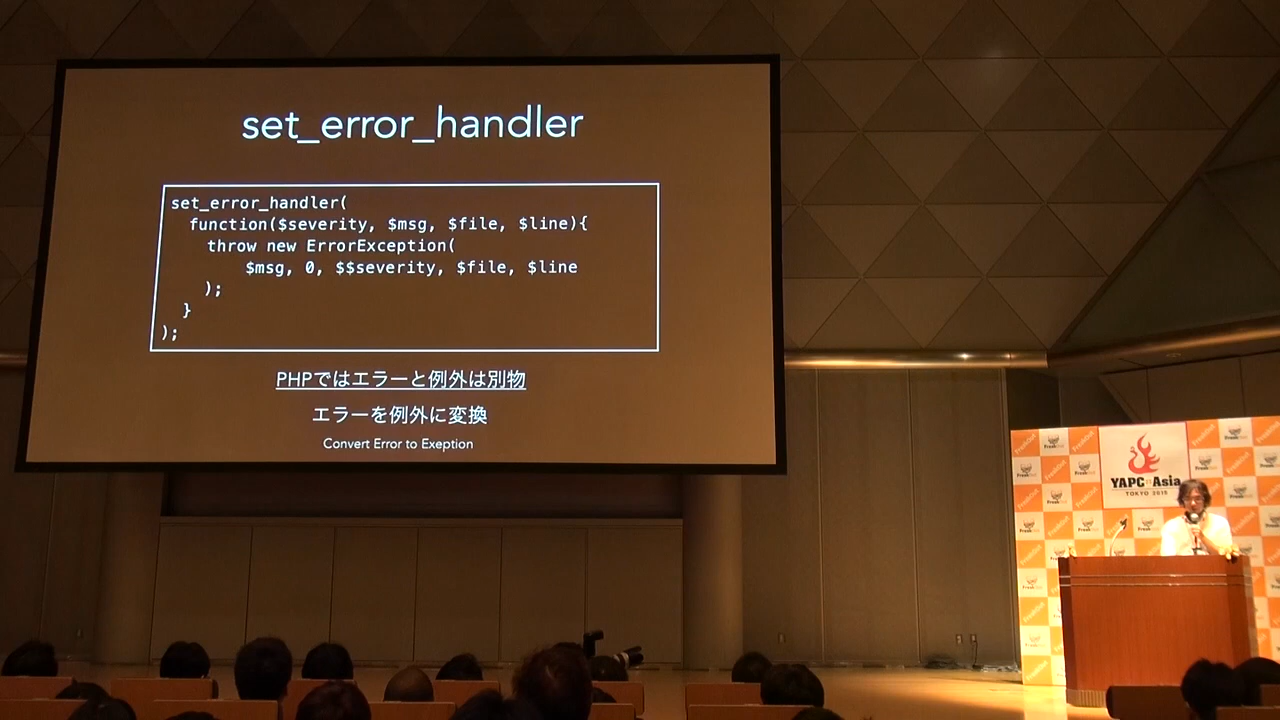 set_error_handler
set_error_handler(
function($severity, $msg, $file, $line){
throw new ErrorException(
$msg, 0, $$severity, $file, $line
);
}
);
PHPではエラーと例外は別物
エラーを例外に変換
Convert Error to Exeption
YAPC Asia
TOKYO 2015
FreakOut